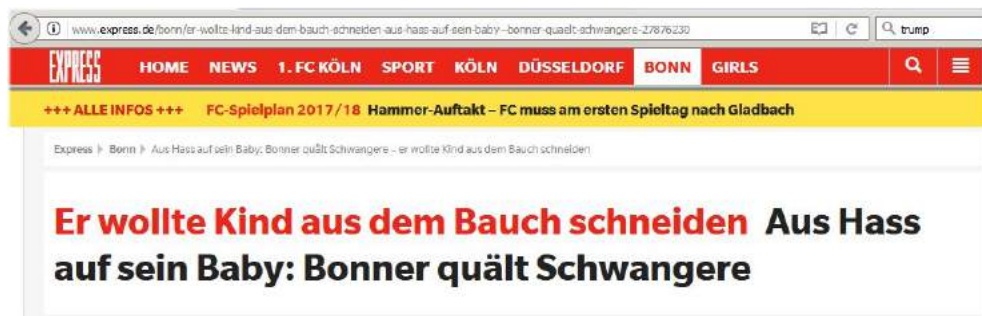 www.express.de/bonn/er-wollte-kind-aus-dem-bauch-schneiden-aus-hass-auf-sein-baby--bonner-quaelt-schwangere-27876230 trump
EXPRESS HOME NEWS 1. FC KÖLN SPORT KÖLN DÜSSELDORF BONN GIRLS
+++ ALLE INFOS +++ FC-Spielplan 2017/18 Hammer-Auftakt – FC muss am ersten Spieltag nach Gladbach
Express Bonn Aus Hass auf sein Baby: Bonner quält Schwangere – er wollte Kind aus dem Bauch schneiden
Er wollte Kind aus dem Bauch schneiden Aus Hass
auf sein Baby: Bonner quält Schwangere